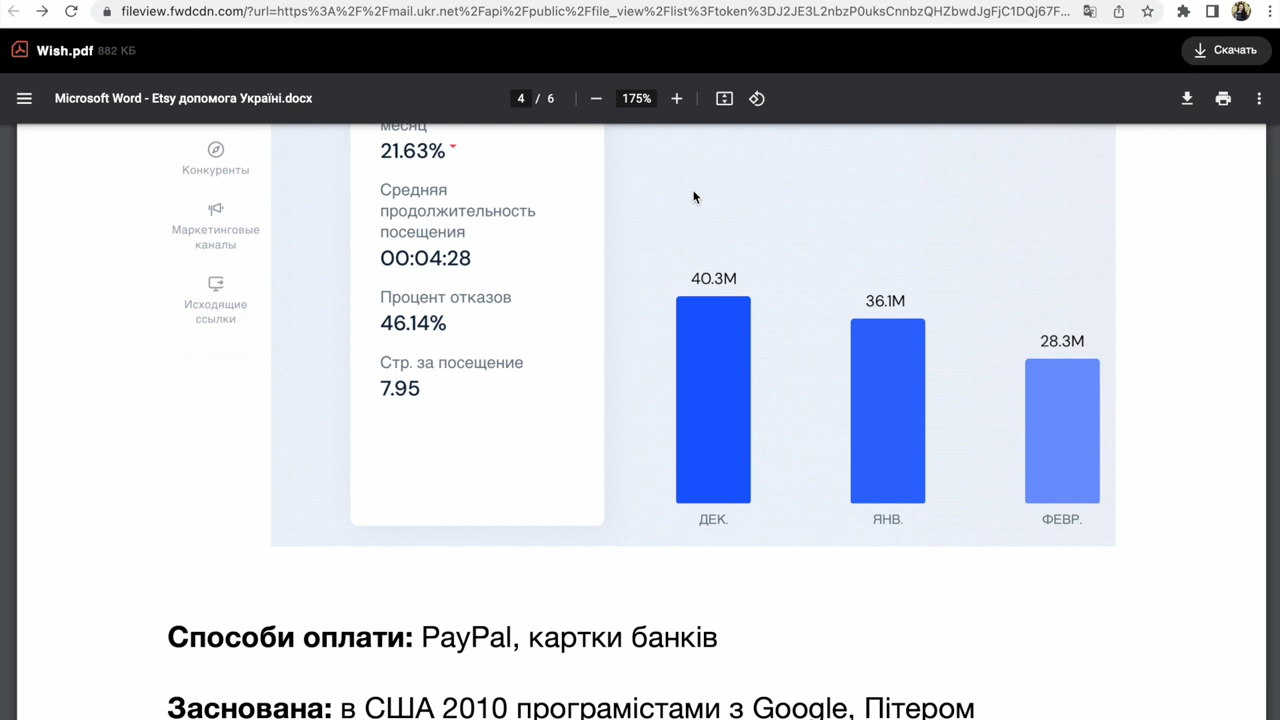 fileview.fwdcdn.com/?url=https%3A%2F%2Fmail.ukr.net%2Fapi%2Fpublic%2Ffile_view%2Flist%3Ftoken%3DJ2JE3L2nbzP0uksCnnbzQHZbwdJgFjC1DQj67F...
Wish.pdf 882 КБ
Скачать
Microsoft Word - Etsy допомога Україні.docx
4 / 6
175%
месяц
21.63%
Конкуренты
Маркетинговые
каналы
Исходящие
ссылки
Средняя
продолжительность
посещения
00:04:28
Процент отказов
46.14%
Стр. за посещение
7.95
40.3M
36.1M
28.3M
ДЕК.
ЯНВ.
ФЕВР.
Способи оплати: PayPal, картки банків
Заснована: в США 2010 програмістами з Google, Пітером